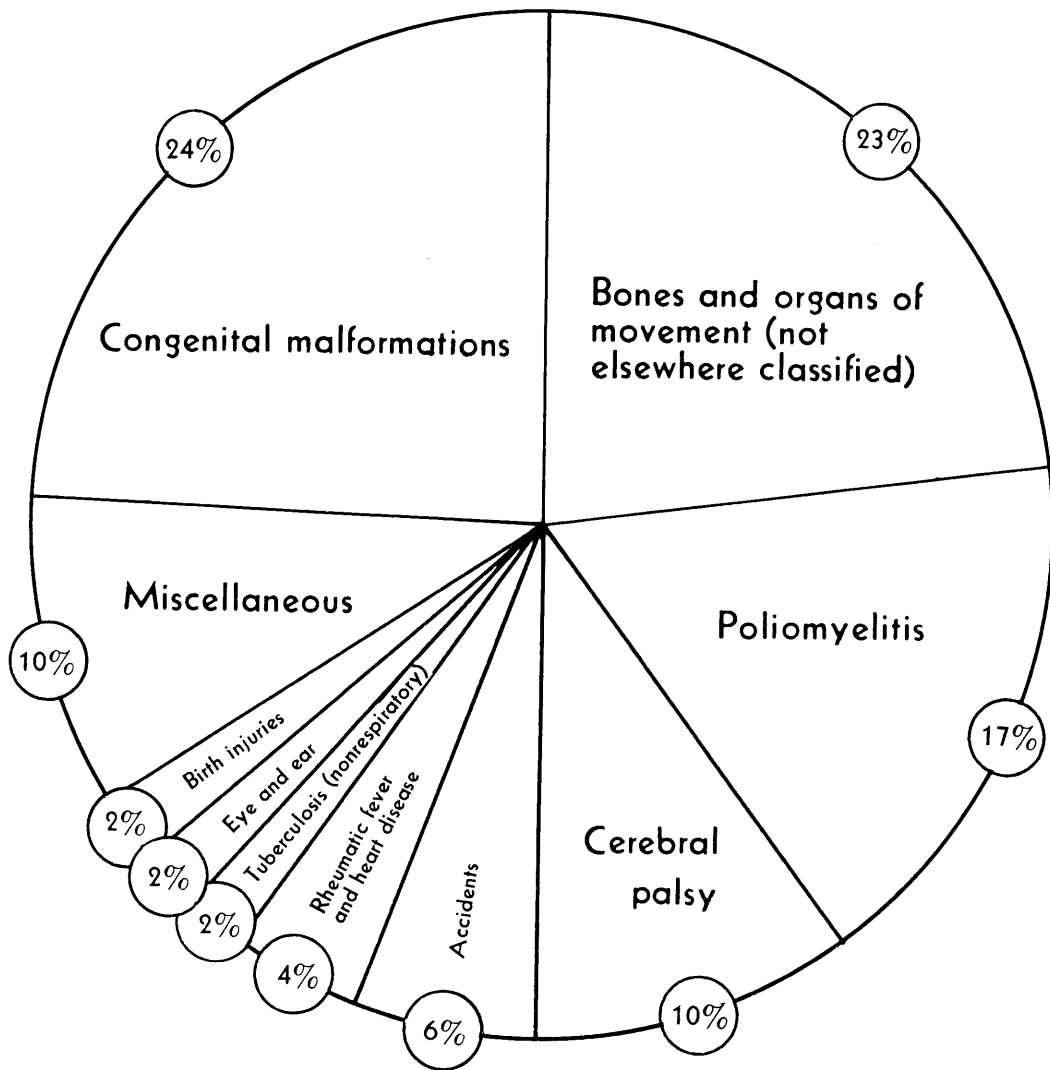 24%
23%
Congenital malformations
Bones and organs of
movement (not
elsewhere classified)
Miscellaneous
10%
Poliomyelitis
17%
Birth injuries
2%
Eye and ear
2%
Tuberculosis (nonrespiratory)
2%
Rheumatic fever
and heart disease
4%
Accidents
6%
Cerebral
palsy
10%